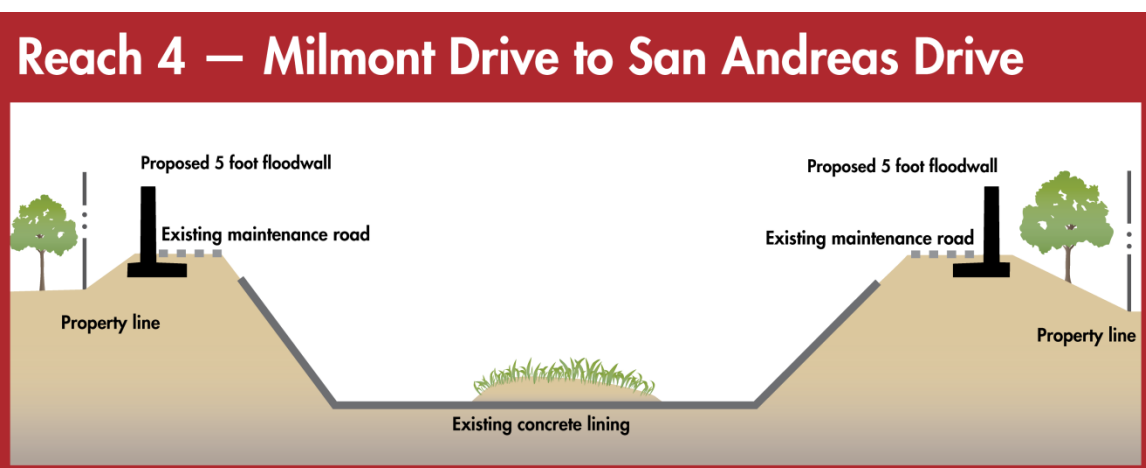 Reach 4 — Milmont Drive to San Andreas Drive
Proposed 5 foot floodwall
Proposed 5 foot floodwall
Existing maintenance road
Existing maintenance road
Property line
Property line
Existing concrete lining